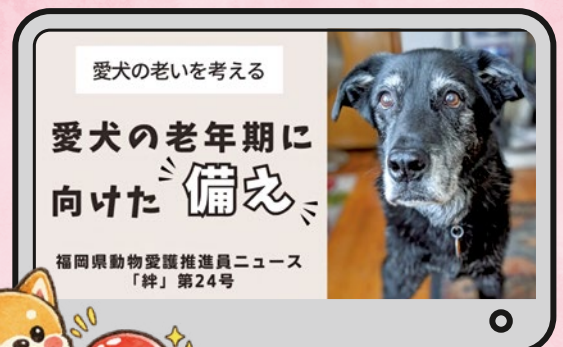 愛犬の老いを考える
愛犬の老年期に
向けた備え
福岡県動物愛護推進員ニュース
「絆」第24号